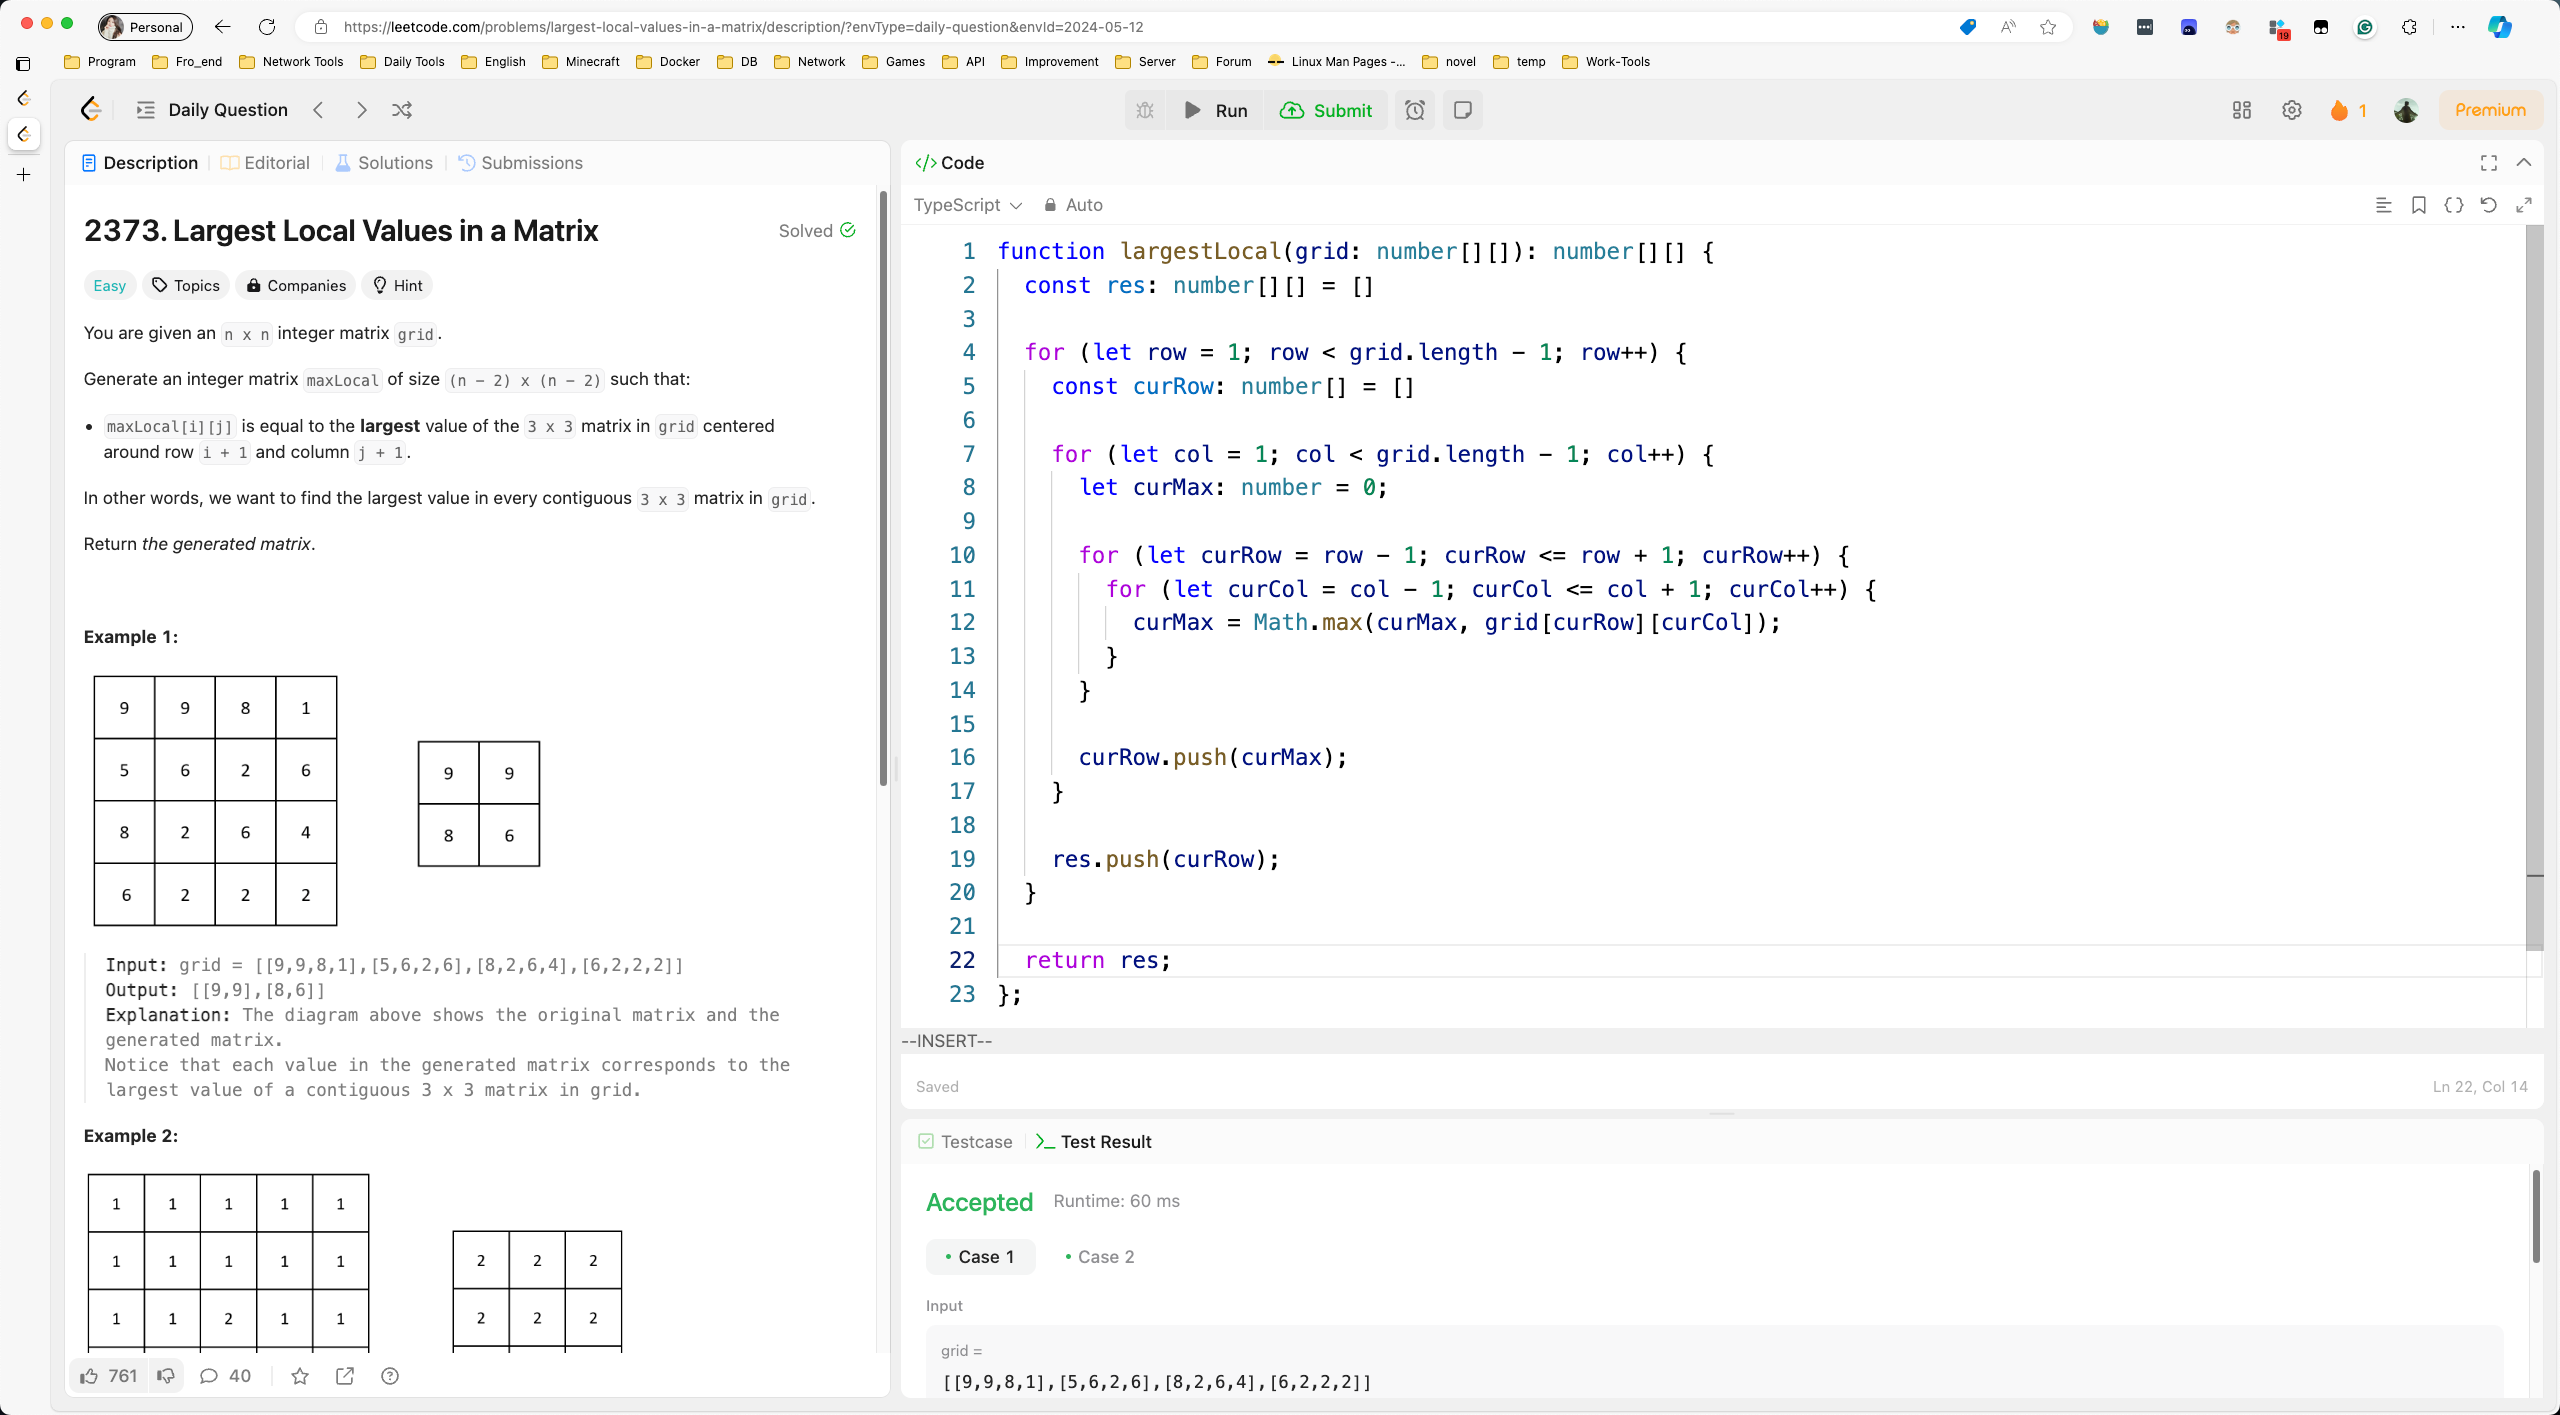 Personal
https://leetcode.com/problems/largest-local-values-in-a-matrix/description/?envType=daily-question&envId=2024-05-12
19
Program Fro_end Network Tools Daily Tools English Minecraft Docker DB Network Games API Improvement Server Forum Linux Man Pages -... novel temp Work-Tools
Daily Question
Run Submit
1
Premium
Description Editorial Solutions Submissions
2373. Largest Local Values in a Matrix
Solved
Easy Topics Companies Hint
You are given an n x n integer matrix grid.
Generate an integer matrix maxLocal of size (n - 2) x (n - 2) such that:
• maxLocal[i][j] is equal to the largest value of the 3 x 3 matrix in grid centered
around row i + 1 and column j + 1.
In other words, we want to find the largest value in every contiguous 3 x 3 matrix in grid.
Return the generated matrix.
Example 1:
9 9 8 1
5 6 2 6
8 2 6 4
6 2 2 2
9 9
8 6
Input: grid = [[9,9,8,1],[5,6,2,6],[8,2,6,4],[6,2,2,2]]
Output: [[9,9],[8,6]]
Explanation: The diagram above shows the original matrix and the
generated matrix.
Notice that each value in the generated matrix corresponds to the
largest value of a contiguous 3 x 3 matrix in grid.
Example 2:
1 1 1 1 1
1 1 1 1 1
1 1 2 1 1
2 2 2
2 2 2
761 40
</> Code
TypeScript Auto
1 function largestLocal(grid: number[][]): number[][] {
2 const res: number[][] = []
3
4 for (let row = 1; row < grid.length - 1; row++) {
5 const curRow: number[] = []
6
7 for (let col = 1; col < grid.length - 1; col++) {
8 let curMax: number = 0;
9
10 for (let curRow = row - 1; curRow <= row + 1; curRow++) {
11 for (let curCol = col - 1; curCol <= col + 1; curCol++) {
12 curMax = Math.max(curMax, grid[curRow][curCol]);
13 }
14 }
15
16 curRow.push(curMax);
17 }
18
19 res.push(curRow);
20 }
21
22 return res;
23 };
--INSERT--
Saved
Ln 22, Col 14
Testcase Test Result
Accepted Runtime: 60 ms
• Case 1 • Case 2
Input
grid =
[[9,9,8,1],[5,6,2,6],[8,2,6,4],[6,2,2,2]]